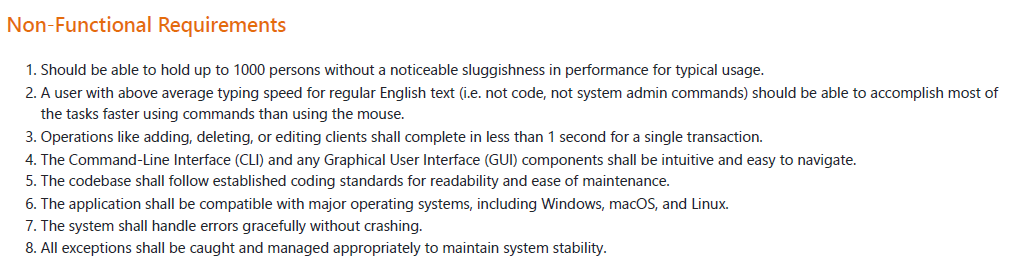 Non-Functional Requirements
1. Should be able to hold up to 1000 persons without a noticeable sluggishness in performance for typical usage.
2. A user with above average typing speed for regular English text (i.e. not code, not system admin commands) should be able to accomplish most of
the tasks faster using commands than using the mouse.
3. Operations like adding, deleting, or editing clients shall complete in less than 1 second for a single transaction.
4. The Command-Line Interface (CLI) and any Graphical User Interface (GUI) components shall be intuitive and easy to navigate.
5. The codebase shall follow established coding standards for readability and ease of maintenance.
6. The application shall be compatible with major operating systems, including Windows, macOS, and Linux.
7. The system shall handle errors gracefully without crashing.
8. All exceptions shall be caught and managed appropriately to maintain system stability.